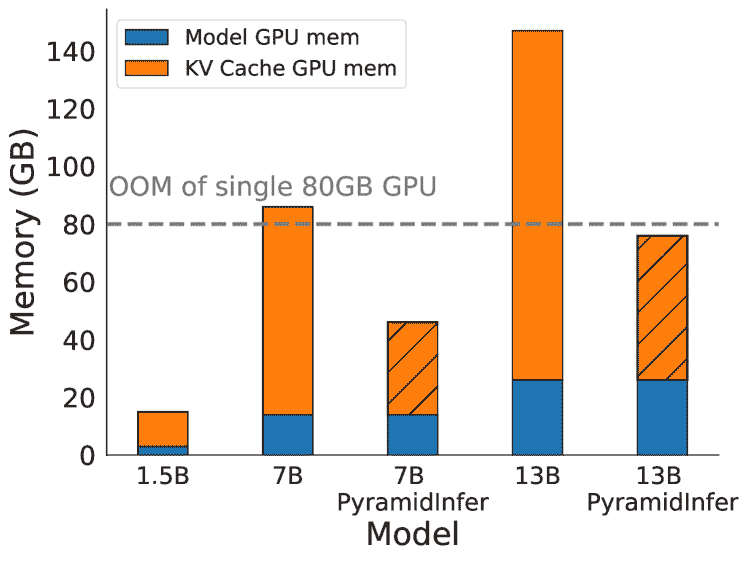 Model GPU mem
KV Cache GPU mem
OOM of single 80GB GPU
Memory (GB)
140
120
100
80
60
40
20
0
1.5B
7B
7B
PyramidInfer
13B
13B
PyramidInfer
Model